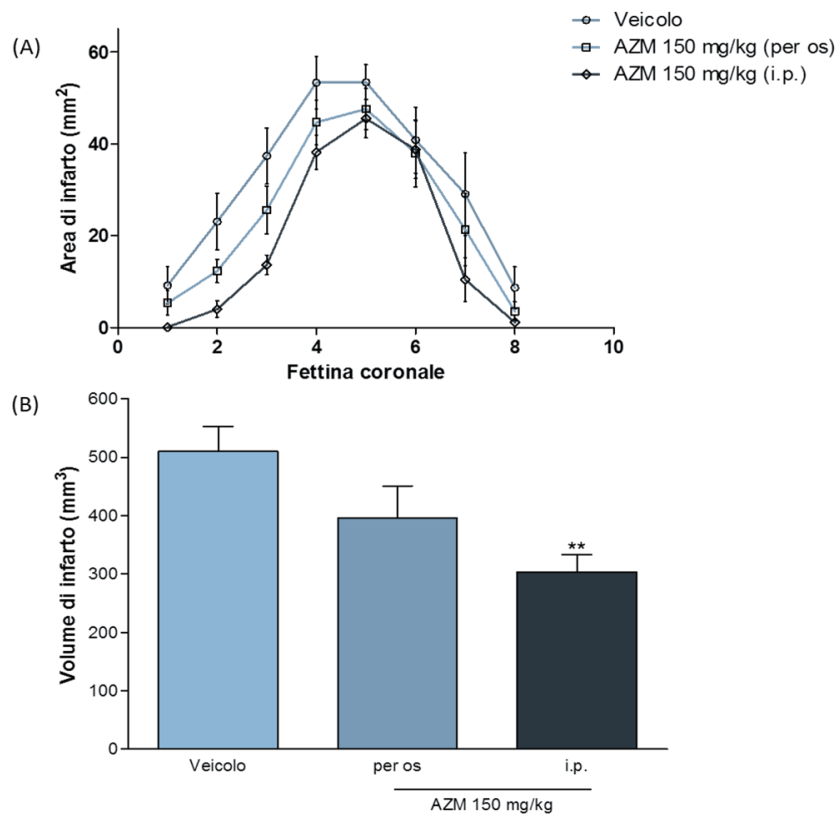 Veicolo
AZM 150 mg/kg (per os)
AZM 150 mg/kg (i.p.)
(A)
Area di infarto (mm²)
60
40
20
0
0 2 4 6 8 10
Fettina coronale
(B)
Volume di infarto (mm³)
600
500
400
300
200
100
0
**
Veicolo per os i.p.
AZM 150 mg/kg